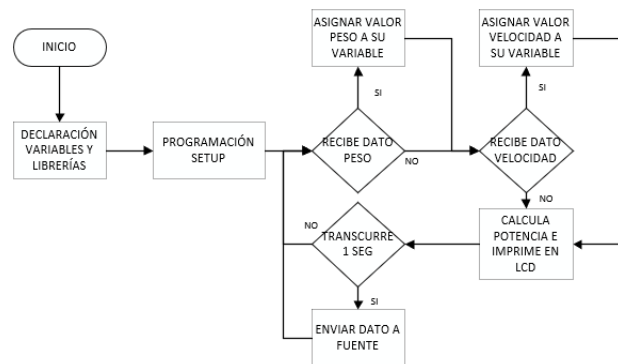 INICIO
DECLARACIÓN
VARIABLES Y
LIBRERÍAS
PROGRAMACIÓN
SETUP
ASIGNAR VALOR
PESO A SU
VARIABLE
SI
RECIBE DATO
PESO
NO
ASIGNAR VALOR
VELOCIDAD A
SU VARIABLE
SI
RECIBE DATO
VELOCIDAD
NO
CALCULA
POTENCIA E
IMPRIME EN
LCD
NO
TRANSCURRE
1 SEG
SI
ENVIAR DATO A
FUENTE